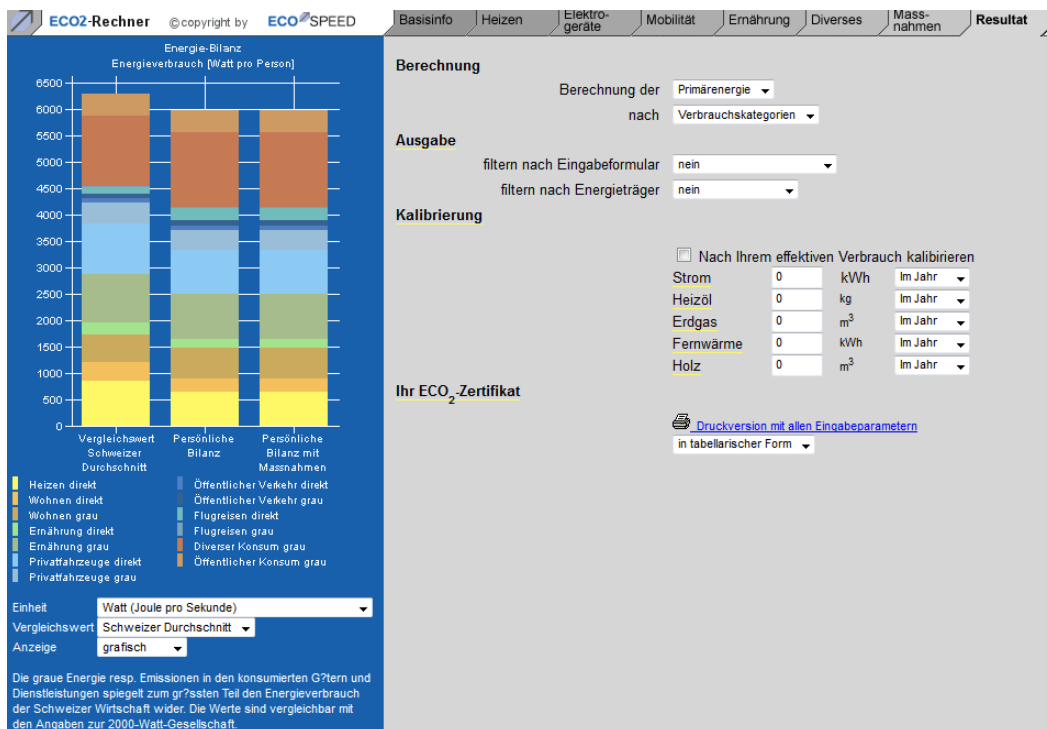 ECO2-Rechner ©copyright by ECO SPEED
Basisinfo Heizen Elektro-geräte Mobilität Ernährung Diverses Mass-nahmen Resultat
Energie-Bilanz
Energieverbrauch [Watt pro Person]
6500
6000
5500
5000
4500
4000
3500
3000
2500
2000
1500
1000
500
0
Vergleichswert Schweizer Durchschnitt
Persönliche Bilanz
Persönliche Bilanz mit Massnahmen
Heizen direkt
Wohnen direkt
Wohnen grau
Ernährung direkt
Ernährung grau
Privatfahrzeuge direkt
Privatfahrzeuge grau
Öffentlicher Verkehr direkt
Öffentlicher Verkehr grau
Flugreisen direkt
Flugreisen grau
Diverser Konsum grau
Öffentlicher Konsum grau
Einheit Watt (Joule pro Sekunde)
Vergleichswert Schweizer Durchschnitt
Anzeige grafisch
Die graue Energie resp. Emissionen in den konsumierten G?tern und
Dienstleistungen spiegelt zum gr?ssten Teil den Energieverbrauch
der Schweizer Wirtschaft wider. Die Werte sind vergleichbar mit
den Angaben zur 2000-Watt-Gesellschaft.
Berechnung
Berechnung der Primärenergie
nach Verbrauchskategorien
Ausgabe
filtern nach Eingabeformular nein
filtern nach Energieträger nein
Kalibrierung
Nach Ihrem effektiven Verbrauch kalibirieren
Strom 0 kWh Im Jahr
Heizöl 0 kg Im Jahr
Erdgas 0 m³ Im Jahr
Fernwärme 0 kWh Im Jahr
Holz 0 m³ Im Jahr
Ihr ECO₂-Zertifikat
Druckversion mit allen Eingabeparametern
in tabellarischer Form